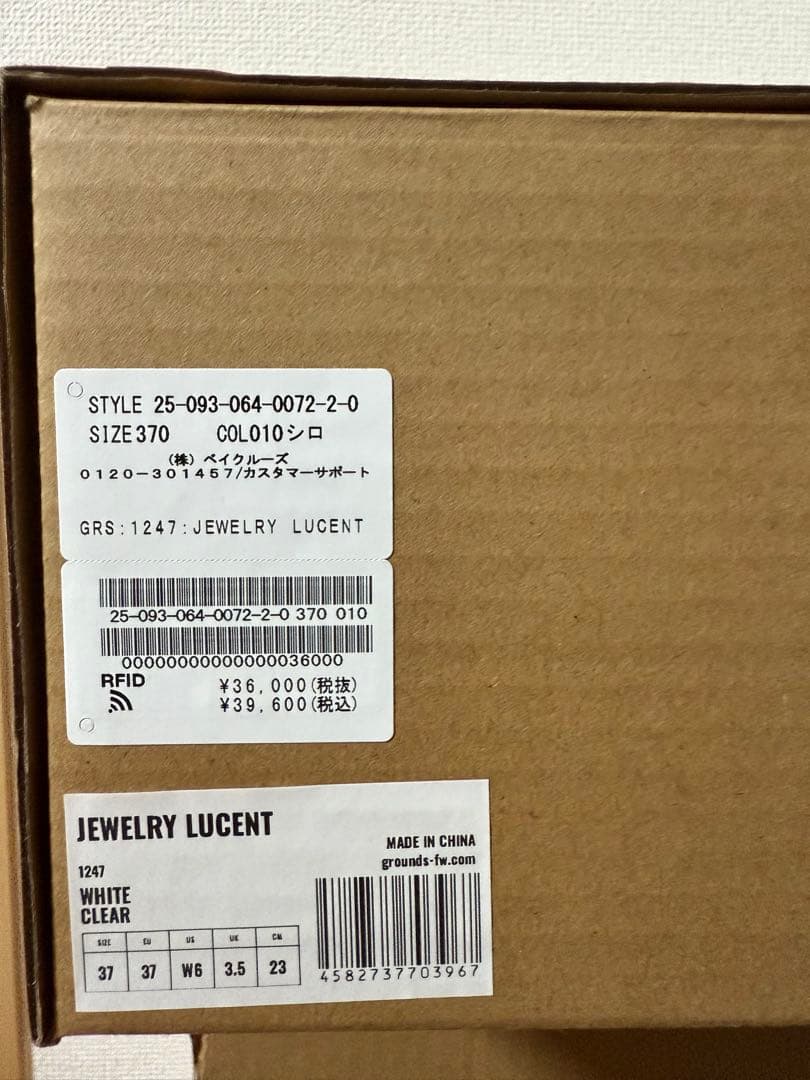 STYLE 25-093-064-0072-2-0
SIZE370 COL010シロ
（株）ベイクルーズ
0120-301457/カスタマーサポート
GRS:1247:JEWELRY LUCENT
25-093-064-0072-2-0 370 010
00000000000000036000
RFID
¥36,000(税抜)
¥39,600(税込)
JEWELRY LUCENT
MADE IN CHINA
grounds-fw.com
1247
WHITE
CLEAR
SIZE EU US UK CM
37 37 W6 3.5 23
4582737703967